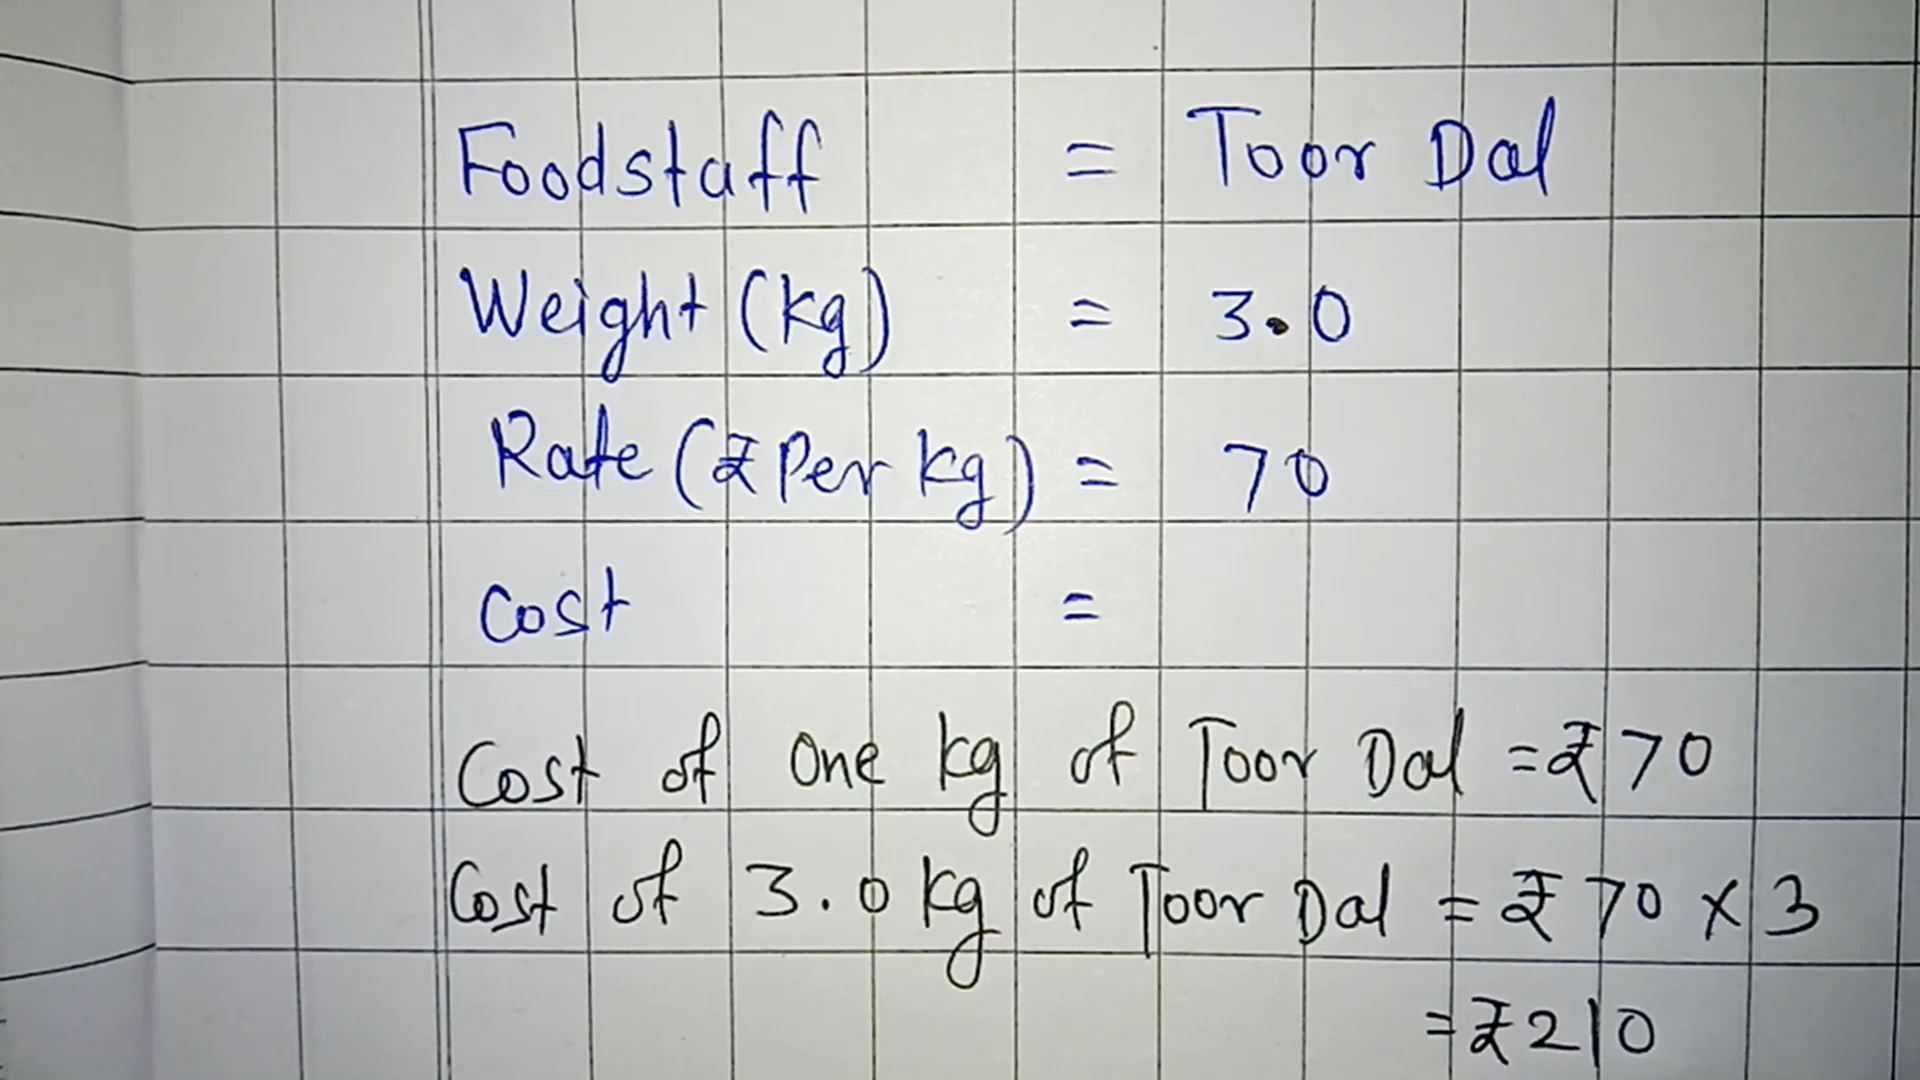 Foodstaff = Toor Dal
Weight (kg) = 3.0
Rate (₹ Per kg) = 70
Cost =
Cost of One kg of Toor Dal = ₹ 70
Cost of 3.0 kg of Toor Dal = ₹ 70 × 3
= ₹ 210